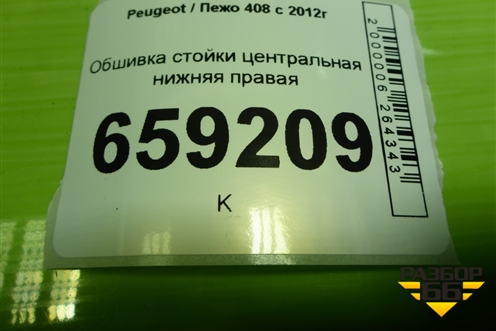 Peugeot / Пежо 408 с 2012г
Обшивка стойки центральная
нижняя правая
659209
К
2000006264343
РАЗБОР
66